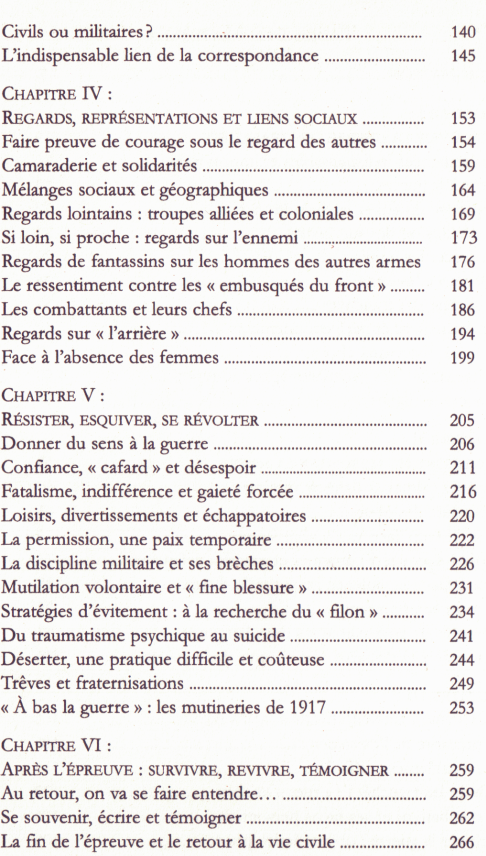 Civils ou militaires ? ................................................................ 140
L'indispensable lien de la correspondance ......................... 145
CHAPITRE IV :
REGARDS, REPRÉSENTATIONS ET LIENS SOCIAUX ............... 153
Faire preuve de courage sous le regard des autres ........... 154
Camaraderie et solidarités ...................................................... 159
Mélanges sociaux et géographiques ..................................... 164
Regards lointains : troupes alliées et coloniales ................ 169
Si loin, si proche : regards sur l'ennemi ............................. 173
Regards de fantassins sur les hommes des autres armes 176
Le ressentiment contre les « embusqués du front » ......... 181
Les combattants et leurs chefs .............................................. 186
Regards sur « l'arrière » ........................................................... 194
Face à l'absence des femmes ................................................. 199
CHAPITRE V :
RÉSISTER, ESQUIVER, SE RÉVOLTER ....................................... 205
Donner du sens à la guerre .................................................... 206
Confiance, « cafard » et désespoir ........................................ 211
Fatalisme, indifférence et gaieté forcée ............................... 216
Loisirs, divertissements et échappatoires ............................ 220
La permission, une paix temporaire .................................... 222
La discipline militaire et ses brèches ..................................... 226
Mutilation volontaire et « fine blessure » ............................ 231
Stratégies d'évitement : à la recherche du « filon » ........... 234
Du traumatisme psychique au suicide ................................. 241
Déserter, une pratique difficile et coûteuse ........................ 244
Trêves et fraternisations .......................................................... 249
« À bas la guerre » : les mutineries de 1917 ....................... 253
CHAPITRE VI :
APRÈS L'ÉPREUVE : SURVIVRE, REVIVRE, TÉMOIGNER ........ 259
Au retour, on va se faire entendre… ................................... 259
Se souvenir, écrire et témoigner ............................................ 262
La fin de l'épreuve et le retour à la vie civile ..................... 266